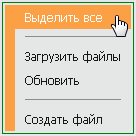 Выделить все
Загрузить файлы
Обновить
Создать файл